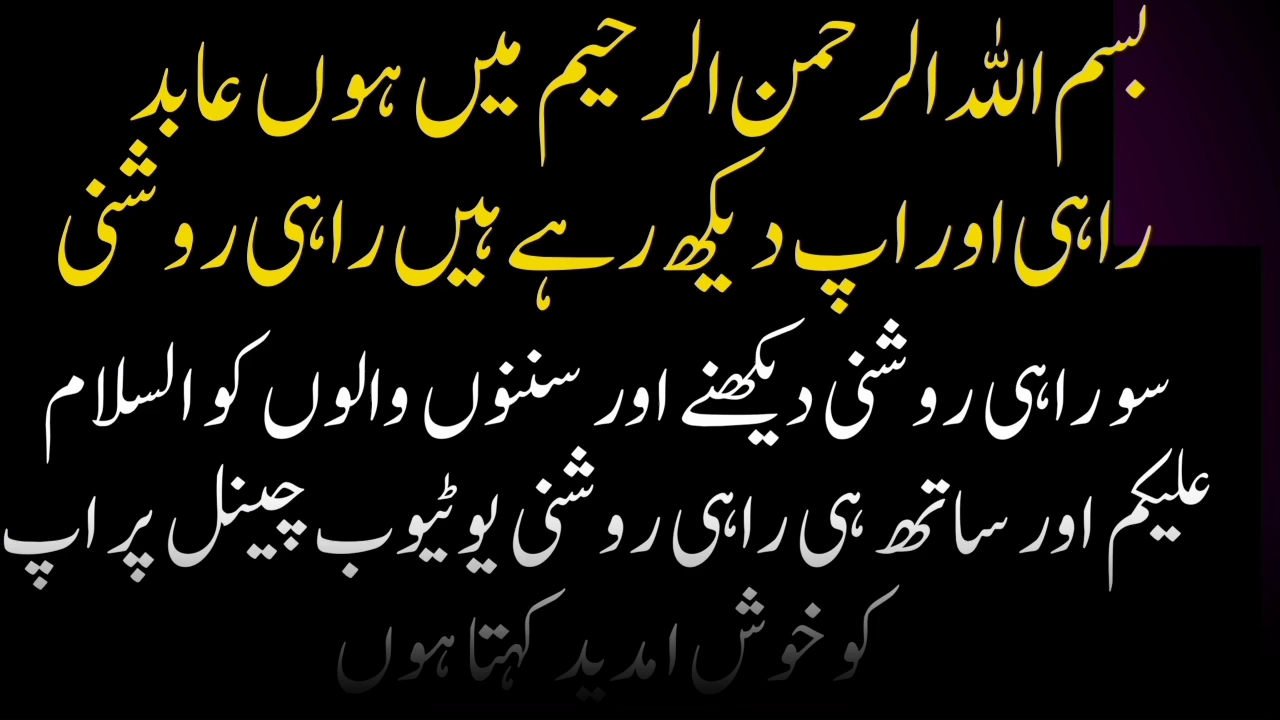 بسم اللہ الرحمن الرحیم میں ہوں عابد
راہی اور اپ دیکھ رہے ہیں راہی روشنی
سو راہی روشنی دیکھنے اور سننوں والوں کو السلام
علیکم اور ساتھ ہی راہی روشنی یوٹیوب چینل پر اپ
کو خوش امدید کہتا ہوں